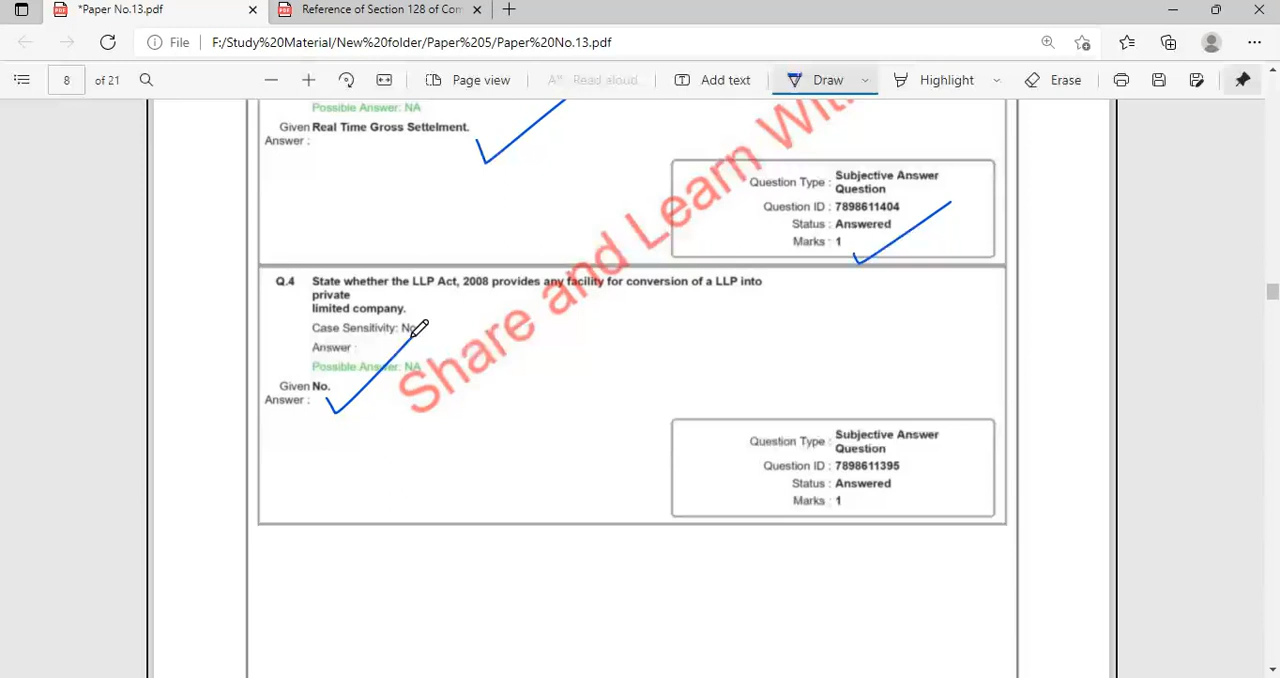 *Paper No.13.pdf
Reference of Section 128 of Com
File F:/Study%20Material/New%20folder/Paper%205/Paper%20No.13.pdf
8 of 21 Page view Read aloud Add text Draw Highlight Erase
Possible Answer: NA
Given Real Time Gross Settelment.
Answer :
Question Type : Subjective Answer
Question
Question ID : 7898611404
Status : Answered
Marks : 1
Q.4 State whether the LLP Act, 2008 provides any facility for conversion of a LLP into
private
limited company.
Case Sensitivity: No
Answer :
Possible Answer: NA
Given No.
Answer :
Question Type : Subjective Answer
Question
Question ID : 7898611395
Status : Answered
Marks : 1
Share and Learn With